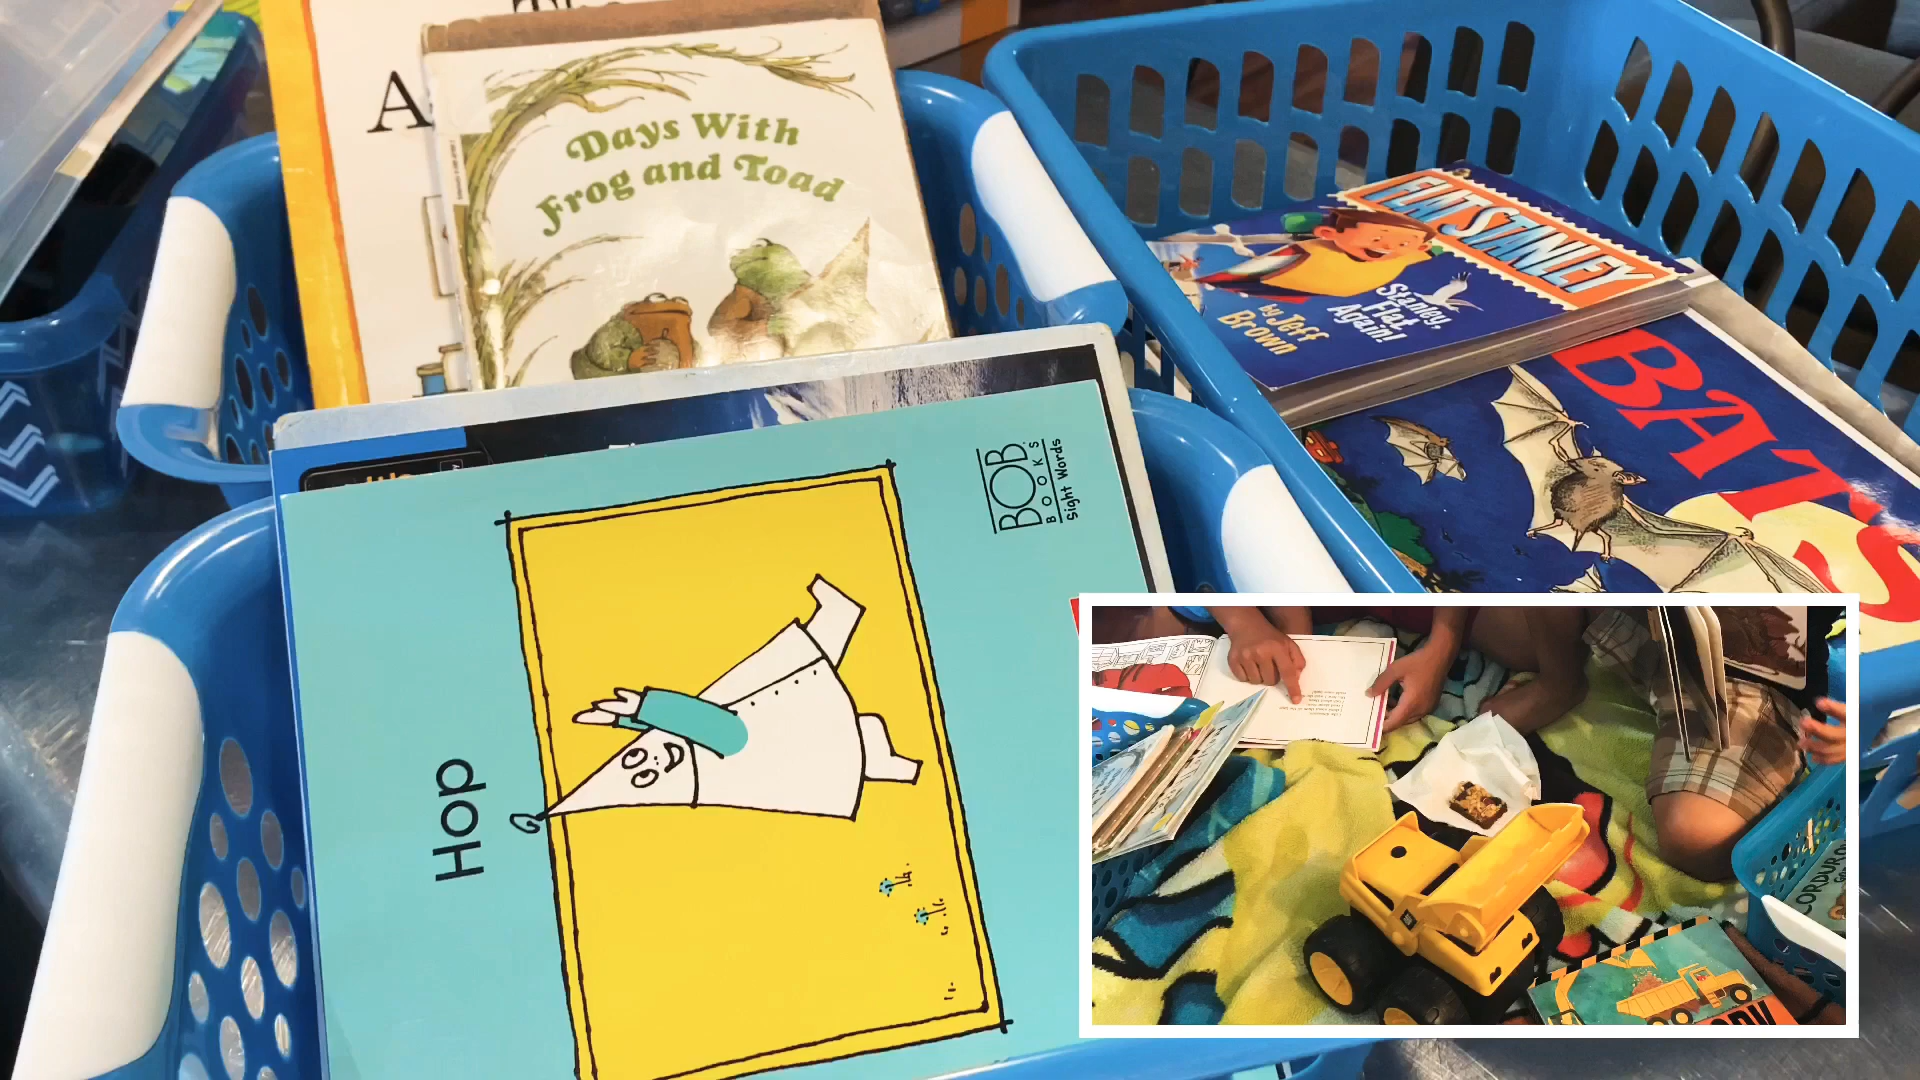 A
Days With
Frog and Toad
FLAT STANLEY
Stanley,
Flat
Again!
by Jeff
Brown
BATS
BOB
BOOKS
Sight Words
Hop
CORDURO